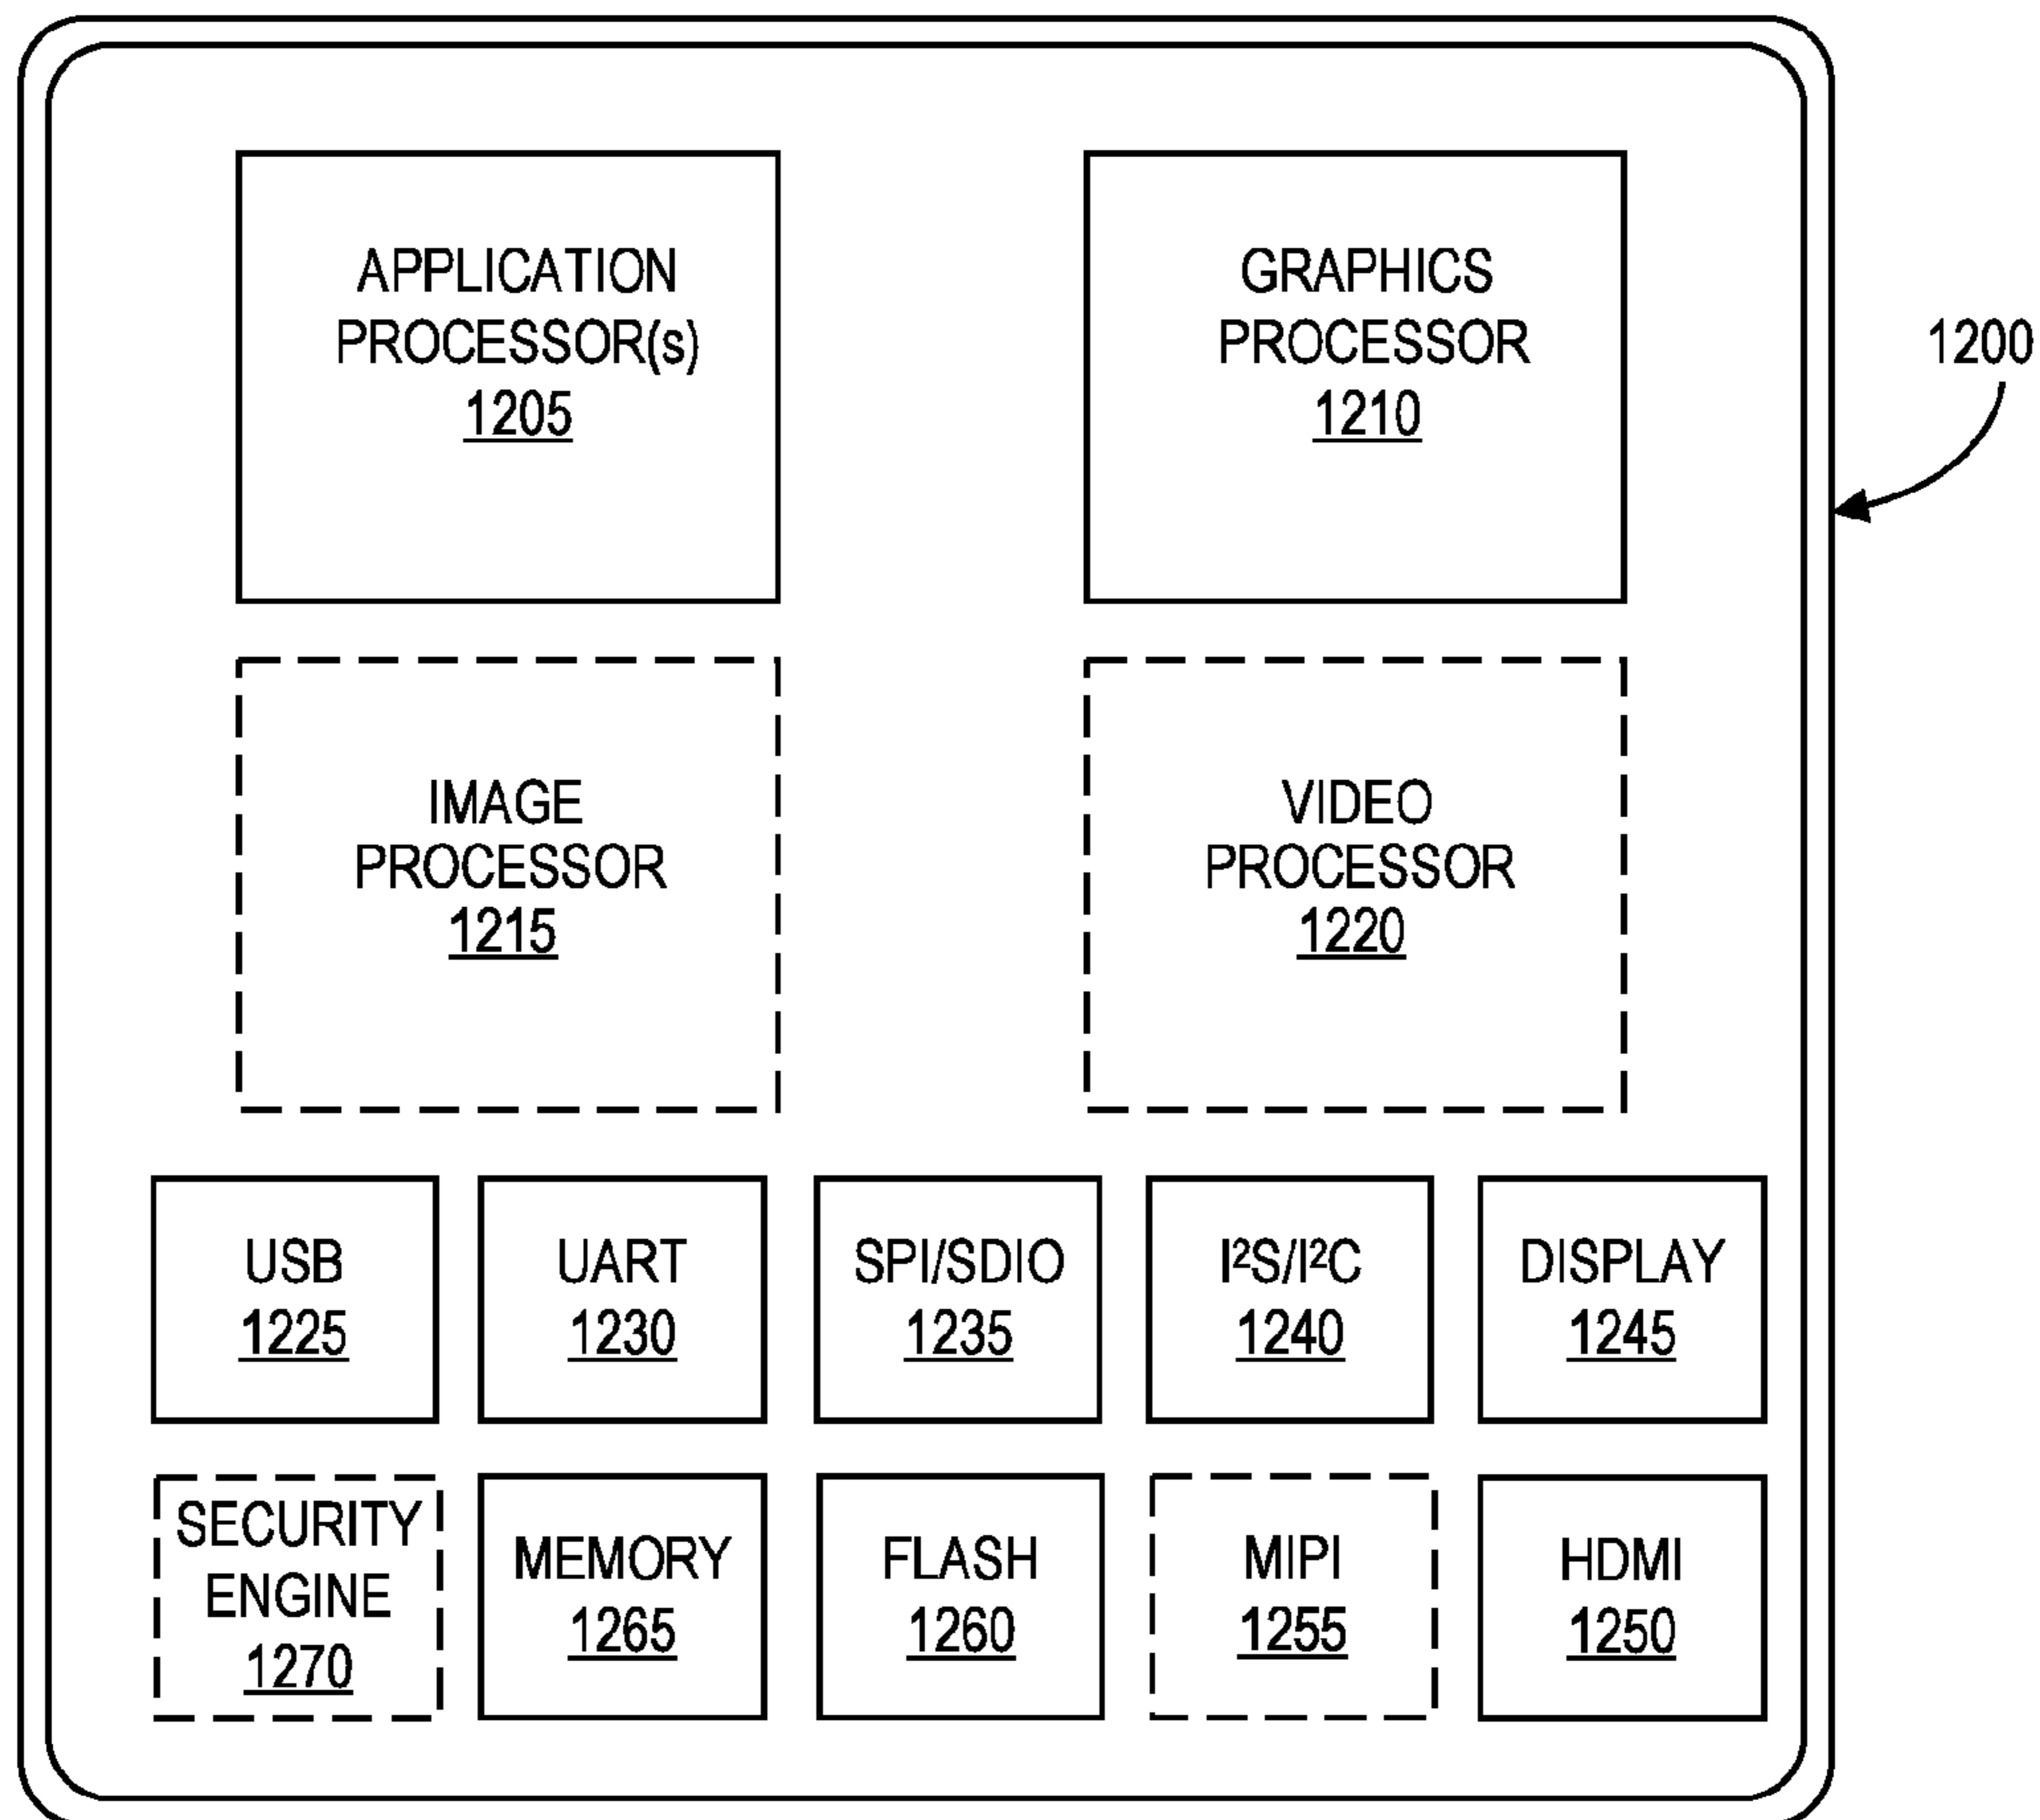 APPLICATION
PROCESSOR(s)
1205
GRAPHICS
PROCESSOR
1210
1200
IMAGE
PROCESSOR
1215
VIDEO
PROCESSOR
1220
USB
1225
UART
1230
SPI/SDIO
1235
I²S/I²C
1240
DISPLAY
1245
SECURITY
ENGINE
1270
MEMORY
1265
FLASH
1260
MIPI
1255
HDMI
1250